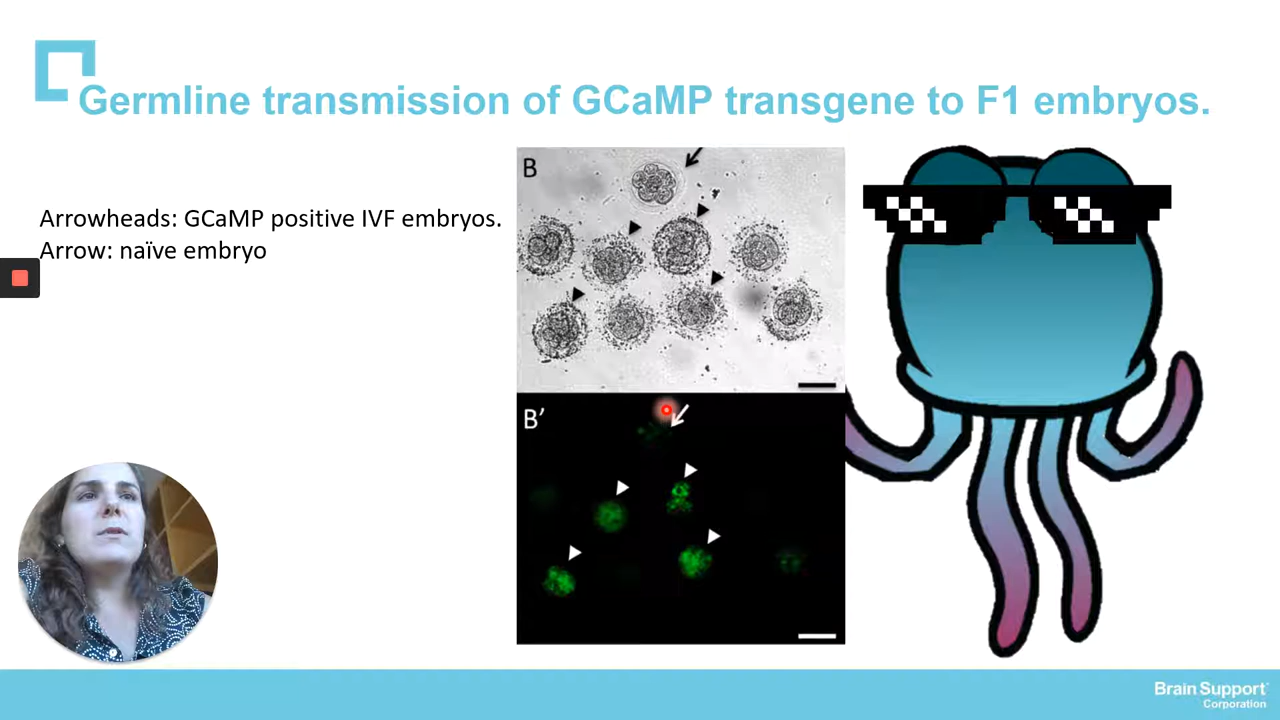 Germline transmission of GCaMP transgene to F1 embryos.
Arrowheads: GCaMP positive IVF embryos.
Arrow: naïve embryo
B
B’
Brain Support
Corporation